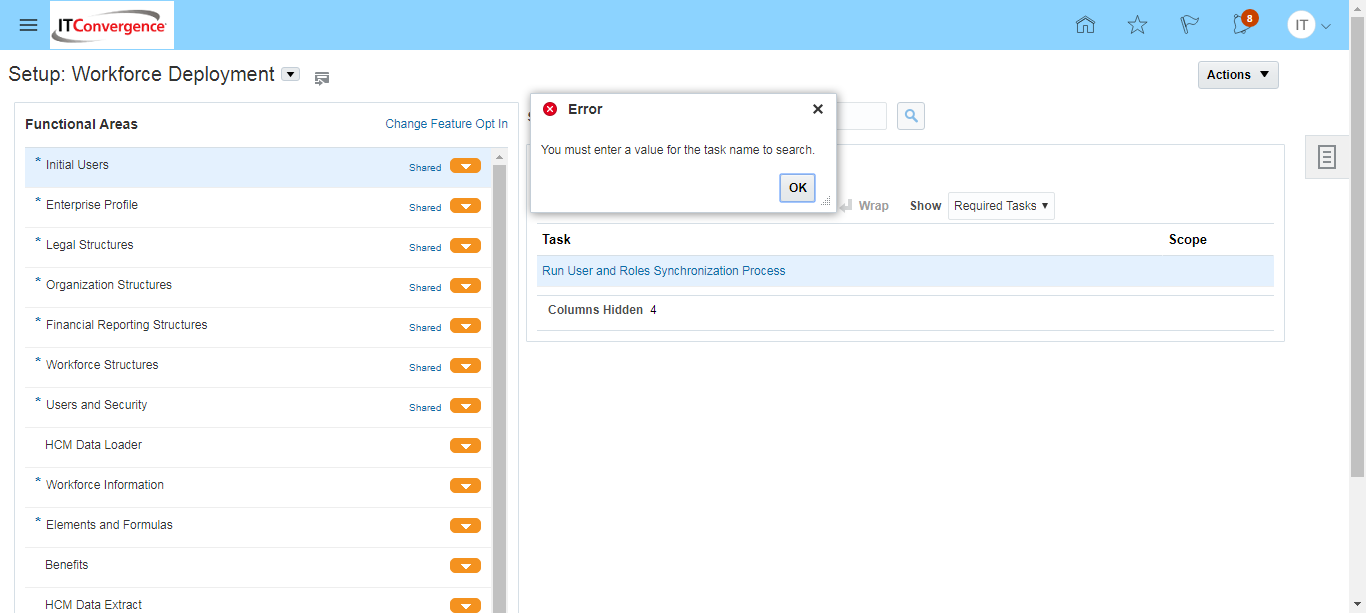 ITConvergence
8
IT
Setup: Workforce Deployment
Actions
Functional Areas
Change Feature Opt In
* Initial Users Shared
* Enterprise Profile Shared
* Legal Structures Shared
* Organization Structures Shared
* Financial Reporting Structures Shared
* Workforce Structures Shared
* Users and Security Shared
HCM Data Loader
* Workforce Information
* Elements and Formulas
Benefits
HCM Data Extract
Error
You must enter a value for the task name to search.
OK
Wrap Show Required Tasks
Task Scope
Run User and Roles Synchronization Process
Columns Hidden 4